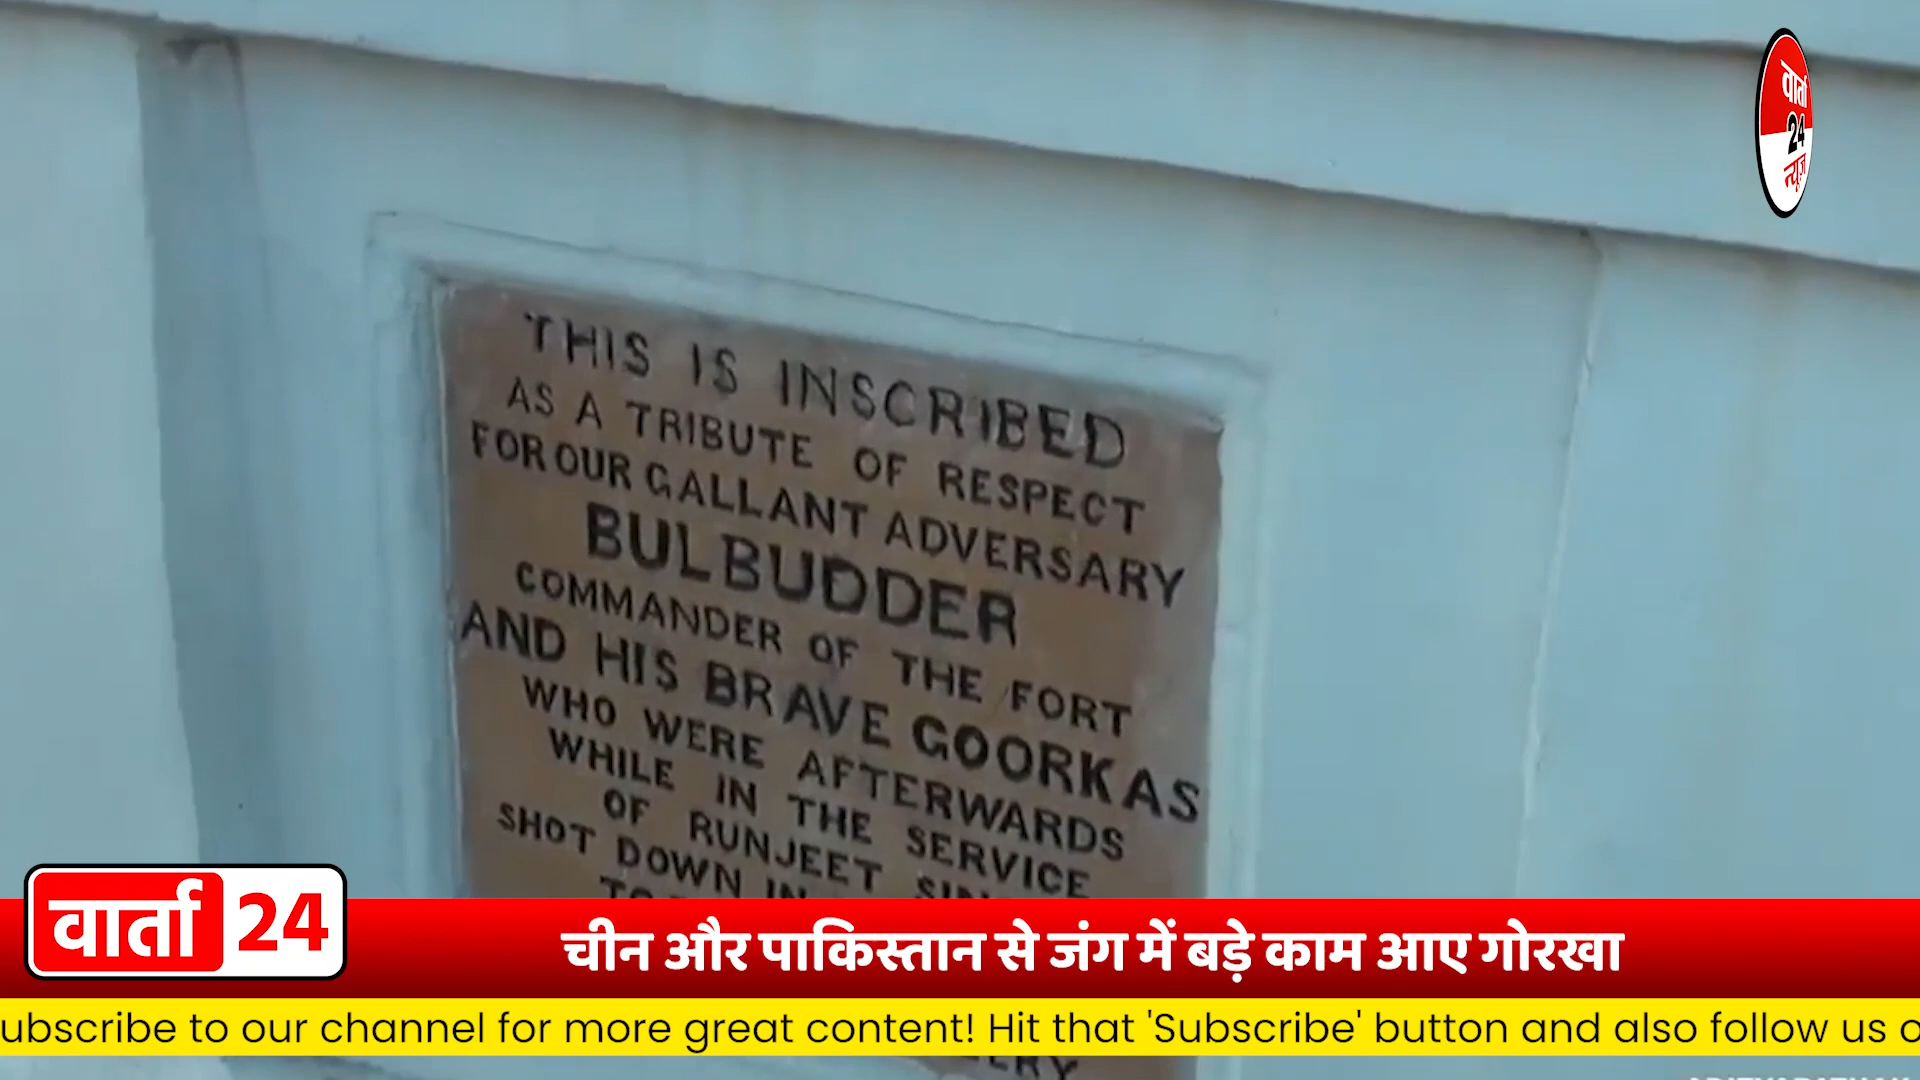 वार्ता
24
न्यूज़
THIS IS INSCRIBED
AS A TRIBUTE OF RESPECT
FOR OUR GALLANT ADVERSARY
BULBUDDER
COMMANDER OF THE FORT
AND HIS BRAVE GOORKAS
WHO WERE AFTERWARDS
WHILE IN THE SERVICE
OF RUNJEET
SHOT DOWN IN
वार्ता 24
चीन और पाकिस्तान से जंग में बड़े काम आए गोरखा
ubscribe to our channel for more great content! Hit that 'Subscribe' button and also follow us o